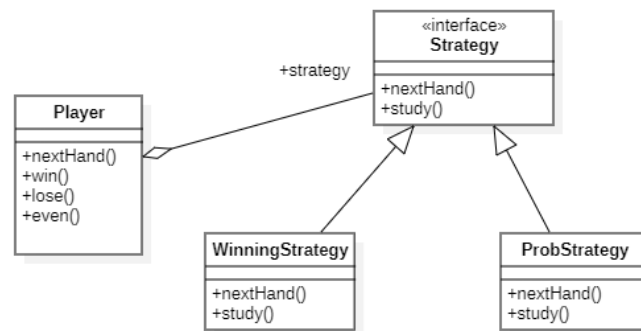 «interface»
Strategy
+nextHand()
+study()
+strategy
Player
+nextHand()
+win()
+lose()
+even()
WinningStrategy
+nextHand()
+study()
ProbStrategy
+nextHand()
+study()